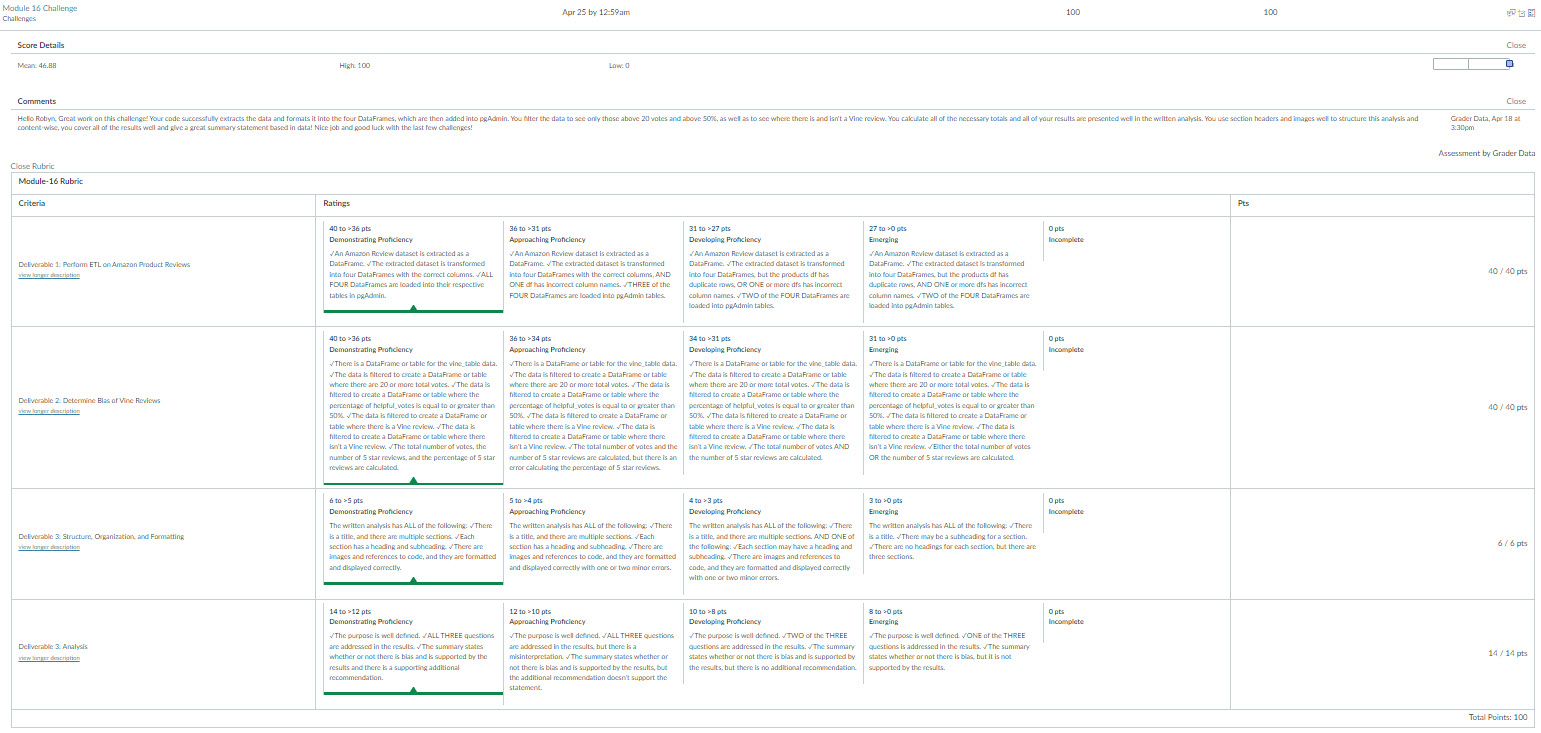 Module 16 Challenge
Challenges
Apr 25 by 12:59am
100
100
Score Details
Close
Mean: 46.88
High: 100
Low: 0
Comments
Close
Hello Robyn, Great work on this challenge! Your code successfully extracts the data and formats it into the four DataFrames, which are then added into pgAdmin. You filter the data to see only those above 20 votes and above 50%, as well as to see where there is and isn't a Vine review. You calculate all of the necessary totals and all of your results are presented well in the written analysis. You use section headers and images well to structure this analysis and
content-wise, you cover all of the results well and give a great summary statement based in data! Nice job and good luck with the last few challenges!
Grader Data, Apr 18 at
3:30pm
Assessment by Grader Data
Close Rubric
Module-16 Rubric
Criteria
Ratings
Pts
Deliverable 1: Perform ETL on Amazon Product Reviews
view longer description
40 to >36 pts
Demonstrating Proficiency
✓An Amazon Review dataset is extracted as a
DataFrame. ✓The extracted dataset is transformed
into four DataFrames with the correct columns. ✓ALL
FOUR DataFrames are loaded into their respective
tables in pgAdmin.
36 to >31 pts
Approaching Proficiency
✓An Amazon Review dataset is extracted as a
DataFrame. ✓The extracted dataset is transformed
into four DataFrames with the correct columns, AND
ONE df has incorrect column names. ✓THREE of the
FOUR DataFrames are loaded into pgAdmin tables.
31 to >27 pts
Developing Proficiency
✓An Amazon Review dataset is extracted as a
DataFrame. ✓The extracted dataset is transformed
into four DataFrames, but the products df has
duplicate rows, OR ONE or more dfs has incorrect
column names. ✓TWO of the FOUR DataFrames are
loaded into pgAdmin tables.
27 to >0 pts
Emerging
✓An Amazon Review dataset is extracted as a
DataFrame. ✓The extracted dataset is transformed
into four DataFrames, but the products df has
duplicate rows, AND ONE or more dfs has incorrect
column names. ✓TWO of the FOUR DataFrames are
loaded into pgAdmin tables.
0 pts
Incomplete
40 / 40 pts
Deliverable 2: Determine Bias of Vine Reviews
view longer description
40 to >36 pts
Demonstrating Proficiency
✓There is a DataFrame or table for the vine_table data.
✓The data is filtered to create a DataFrame or table
where there are 20 or more total votes. ✓The data is
filtered to create a DataFrame or table where the
percentage of helpful_votes is equal to or greater than
50%. ✓The data is filtered to create a DataFrame or
table where there is a Vine review. ✓The data is
filtered to create a DataFrame or table where there
isn't a Vine review. ✓The total number of votes, the
number of 5 star reviews, and the percentage of 5 star
reviews are calculated.
36 to >34 pts
Approaching Proficiency
✓There is a DataFrame or table for the vine_table data.
✓The data is filtered to create a DataFrame or table
where there are 20 or more total votes. ✓The data is
filtered to create a DataFrame or table where the
percentage of helpful_votes is equal to or greater than
50%. ✓The data is filtered to create a DataFrame or
table where there is a Vine review. ✓The data is
filtered to create a DataFrame or table where there
isn't a Vine review. ✓The total number of votes and the
number of 5 star reviews are calculated, but there is an
error calculating the percentage of 5 star reviews.
34 to >31 pts
Developing Proficiency
✓There is a DataFrame or table for the vine_table data.
✓The data is filtered to create a DataFrame or table
where there are 20 or more total votes. ✓The data is
filtered to create a DataFrame or table where the
percentage of helpful_votes is equal to or greater than
50%. ✓The data is filtered to create a DataFrame or
table where there is a Vine review. ✓The data is
filtered to create a DataFrame or table where there
isn't a Vine review. ✓The total number of votes AND
the number of 5 star reviews are calculated.
31 to >0 pts
Emerging
✓There is a DataFrame or table for the vine_table data.
✓The data is filtered to create a DataFrame or table
where there are 20 or more total votes. ✓The data is
filtered to create a DataFrame or table where the
percentage of helpful_votes is equal to or greater than
50%. ✓The data is filtered to create a DataFrame or
table where there is a Vine review. ✓The data is
filtered to create a DataFrame or table where there
isn't a Vine review. ✓Either the total number of votes
OR the number of 5 star reviews are calculated.
0 pts
Incomplete
40 / 40 pts
Deliverable 3: Structure, Organization, and Formatting
view longer description
6 to >5 pts
Demonstrating Proficiency
The written analysis has ALL of the following: ✓There
is a title, and there are multiple sections. ✓Each
section has a heading and subheading. ✓There are
images and references to code, and they are formatted
and displayed correctly.
5 to >4 pts
Approaching Proficiency
The written analysis has ALL of the following: ✓There
is a title, and there are multiple sections. ✓Each
section has a heading and subheading. ✓There are
images and references to code, and they are formatted
and displayed correctly with one or two minor errors.
4 to >3 pts
Developing Proficiency
The written analysis has ALL of the following: ✓There
is a title, and there are multiple sections. AND ONE of
the following: ✓Each section may have a heading and
subheading. ✓There are images and references to
code, and they are formatted and displayed correctly
with one or two minor errors.
3 to >0 pts
Emerging
The written analysis has ALL of the following: ✓There
is a title. ✓There may be a subheading for a section.
✓There are no headings for each section, but there are
three sections.
0 pts
Incomplete
6 / 6 pts
Deliverable 3: Analysis
view longer description
14 to >12 pts
Demonstrating Proficiency
✓The purpose is well defined. ✓ALL THREE questions
are addressed in the results. ✓The summary states
whether or not there is bias and is supported by the
results and there is a supporting additional
recommendation.
12 to >10 pts
Approaching Proficiency
✓The purpose is well defined. ✓ALL THREE questions
are addressed in the results, but there is a
misinterpretation. ✓The summary states whether or
not there is bias and is supported by the results, but
the additional recommendation doesn't support the
statement.
10 to >8 pts
Developing Proficiency
✓The purpose is well defined. ✓TWO of the THREE
questions are addressed in the results. ✓The summary
states whether or not there is bias and is supported by
the results, but there is no additional recommendation.
8 to >0 pts
Emerging
✓The purpose is well defined. ✓ONE of the THREE
questions is addressed in the results. ✓The summary
states whether or not there is bias, but it is not
supported by the results.
0 pts
Incomplete
14 / 14 pts
Total Points: 100